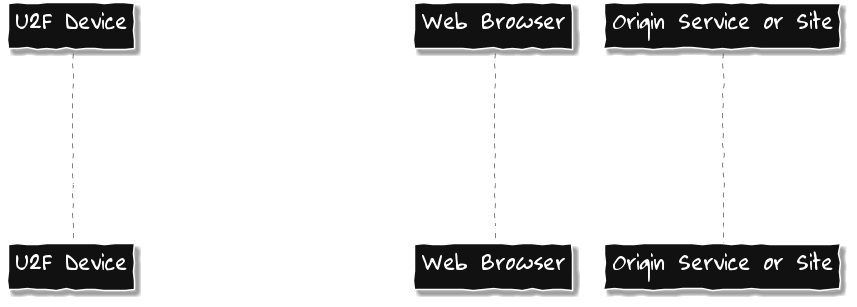 U2F Device
Web Browser
Origin Service or Site
U2F Device
Web Browser
Origin Service or Site